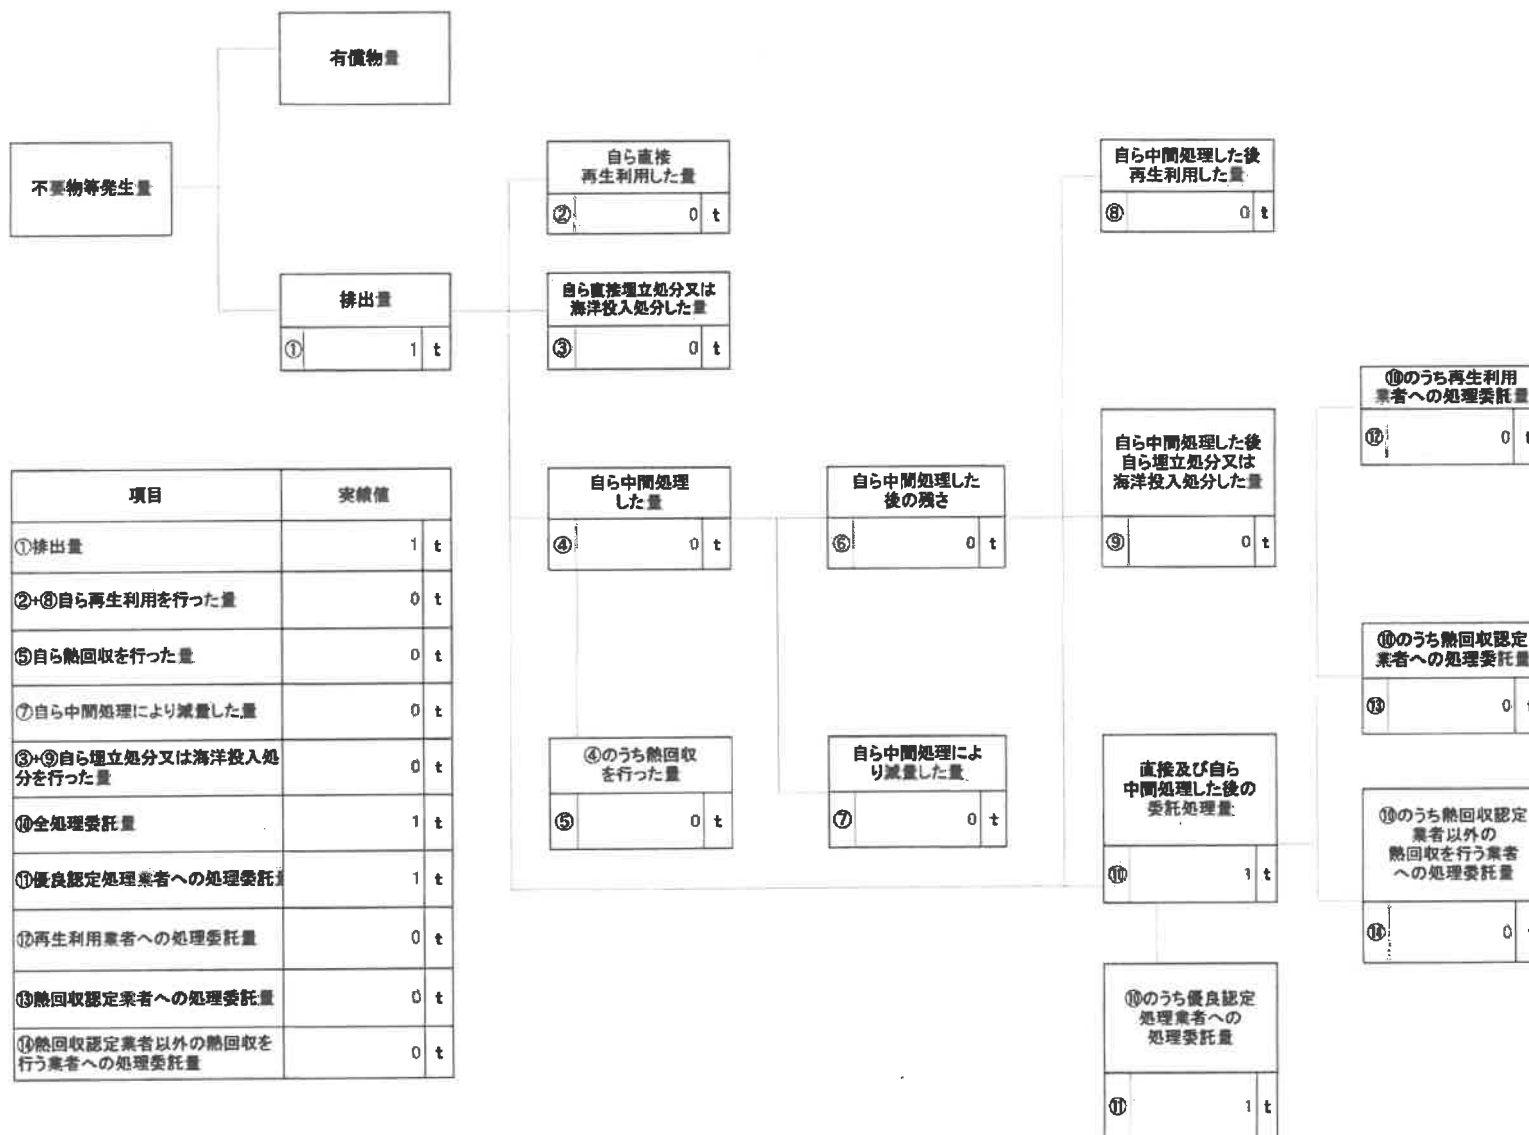 有償物量
不要物等発生量
排出量
① 1 t
自ら直接
再生利用した量
② 0 t
自ら直接埋立処分又は
海洋投入処分した量
③ 0 t
自ら中間処理した後
再生利用した量
⑧ 0 t
自ら中間処理
した量
④ 0 t
自ら中間処理した
後の残さ
⑥ 0 t
自ら中間処理した後
自ら埋立処分又は
海洋投入処分した量
⑨ 0 t
⑩のうち再生利用
業者への処理委託量
⑫ 0 t
⑩のうち熱回収認定
業者への処理委託量
⑬ 0
④のうち熱回収
を行った量
⑤ 0 t
自ら中間処理によ
り減量した量
⑦ 0 t
直接及び自ら
中間処理した後の
委託処理量
⑩ 1 t
⑩のうち熱回収認定
業者以外の
熱回収を行う業者
への処理委託量
⑭ 0
⑩のうち優良認定
処理業者への
処理委託量
⑪ 1 t
項目 実績値
①排出量 1 t
②+⑧自ら再生利用を行った量 0 t
⑤自ら熱回収を行った量 0 t
⑦自ら中間処理により減量した量 0 t
③+⑨自ら埋立処分又は海洋投入処
分を行った量 0 t
⑩全処理委託量 1 t
⑪優良認定処理業者への処理委託量 1 t
⑫再生利用業者への処理委託量 0 t
⑬熱回収認定業者への処理委託量 0 t
⑭熱回収認定業者以外の熱回収を
行う業者への処理委託量 0 t